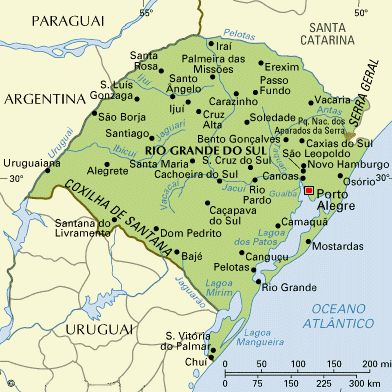 55°
50°
PARAGUAI
SANTA
CATARINA
Pelotas
Iraí
Palmeira das
Missões
Erexim
Santa
Rosa
Santo
Ângelo
Passo
Fundo
S. Luís
Gonzaga
Ijuí
Carazinho
Vacaria
SERRA GERAL
ARGENTINA
Cruz
Alta
Antas
São Borja
Soledade
Pq. Nac. dos
Aparados da Serra
Uruguai
Santiago
Jaguari
Bento Gonçalves
Caxias do Sul
RIO GRANDE DO SUL
São Leopoldo
Ibicuí
Uruguaiana
Alegrete
Santa Maria
S. Cruz do Sul
Novo Hamburgo
Cachoeira do Sul
Canoas
Osório
30°
30°
Jacuí
Guaíba
Porto
Alegre
Rio
Pardo
Vacacaí
COXILHA DE SANTANA
Caçapava
do Sul
Santana do
Livramento
Camaquã
Dom Pedrito
Lagoa
dos Patos
Mostardas
Bajé
Canguçu
Pelotas
Jaguarão
Rio Grande
Lagoa
Mirim
OCEANO
ATLÂNTICO
URUGUAI
Lagoa
Mangueira
S. Vitória
do Palmar
Chuí
0 50 100 150 200 mi
0 75 150 225 300 km
©